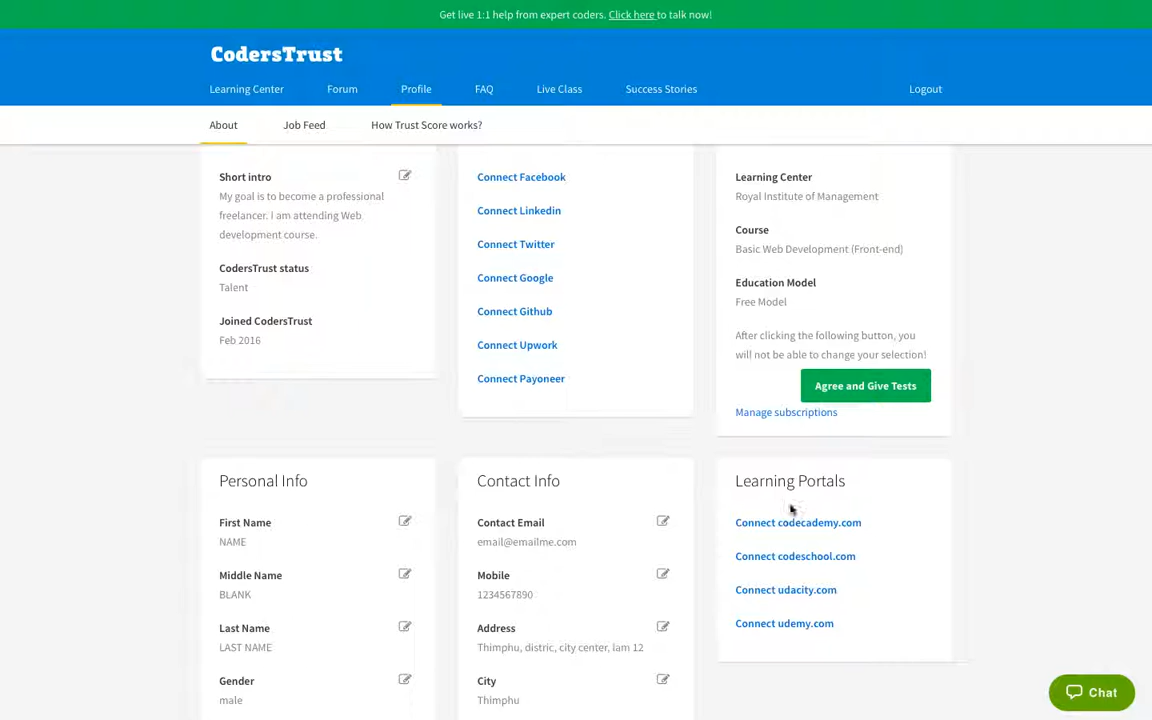 Get live 1:1 help from expert coders. Click here to talk now!
CodersTrust
Learning Center
Forum
Profile
FAQ
Live Class
Success Stories
Logout
About
Job Feed
How Trust Score works?
Short intro
My goal is to become a professional
freelancer. I am attending Web
development course.
CodersTrust status
Talent
Joined CodersTrust
Feb 2016
Connect Facebook
Connect Linkedin
Connect Twitter
Connect Google
Connect Github
Connect Upwork
Connect Payoneer
Learning Center
Royal Institute of Management
Course
Basic Web Development (Front-end)
Education Model
Free Model
After clicking the following button, you
will not be able to change your selection!
Agree and Give Tests
Manage subscriptions
Personal Info
First Name
NAME
Middle Name
BLANK
Last Name
LAST NAME
Gender
male
Contact Info
Contact Email
email@emailme.com
Mobile
1234567890
Address
Thimphu, distric, city center, lam 12
City
Thimphu
Learning Portals
Connect codecademy.com
Connect codeschool.com
Connect udacity.com
Connect udemy.com
Chat